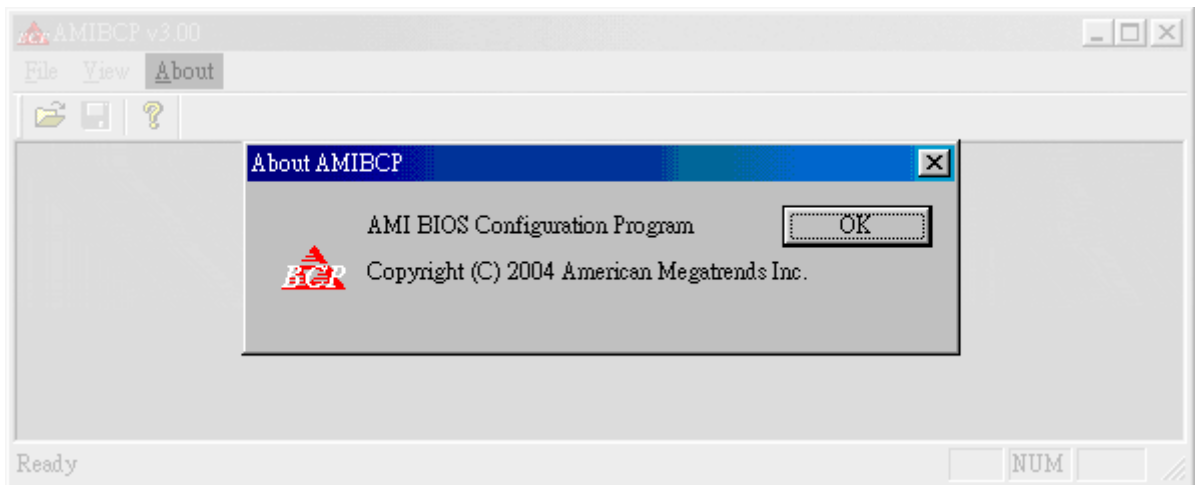 AMIBCP v3.00
File View About
About AMIBCP
AMI BIOS Configuration Program
OK
BCP
Copyright (C) 2004 American Megatrends Inc.
Ready
NUM